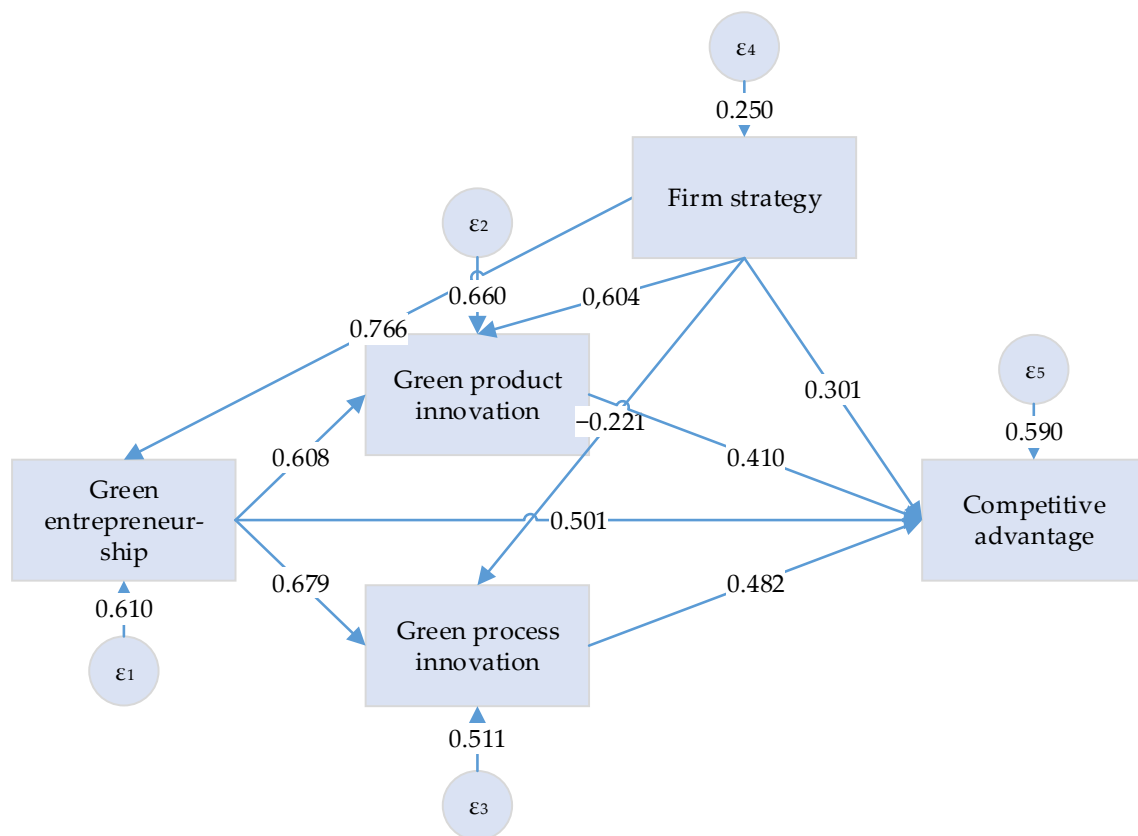 ε4
0.250
Firm strategy
ε2
0.660
0,604
0.766
Green product
innovation
ε5
0.301
−0.221
0.590
0.608
0.410
Green
entrepreneur-
ship
0.501
Competitive
advantage
0.679
0.482
0.610
Green process
innovation
ε1
0.511
ε3